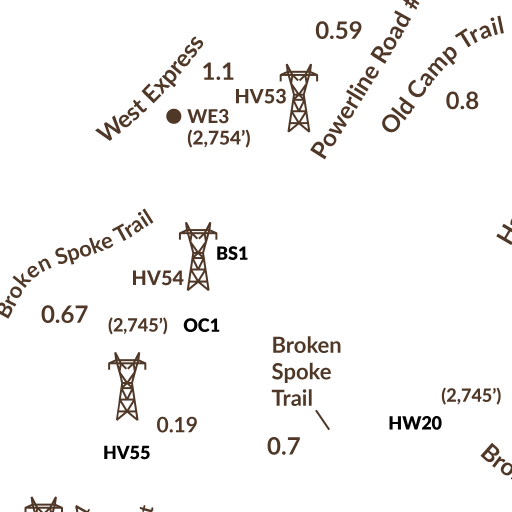 0.59
Powerline Road #
Old Camp Trail
West Express
1.1
HV53
0.8
WE3
(2,754’)
Broken Spoke Trail
BS1
HV54
0.67
(2,745’)
OC1
Broken
Spoke
Trail
(2,745’)
0.19
HW20
0.7
HV55